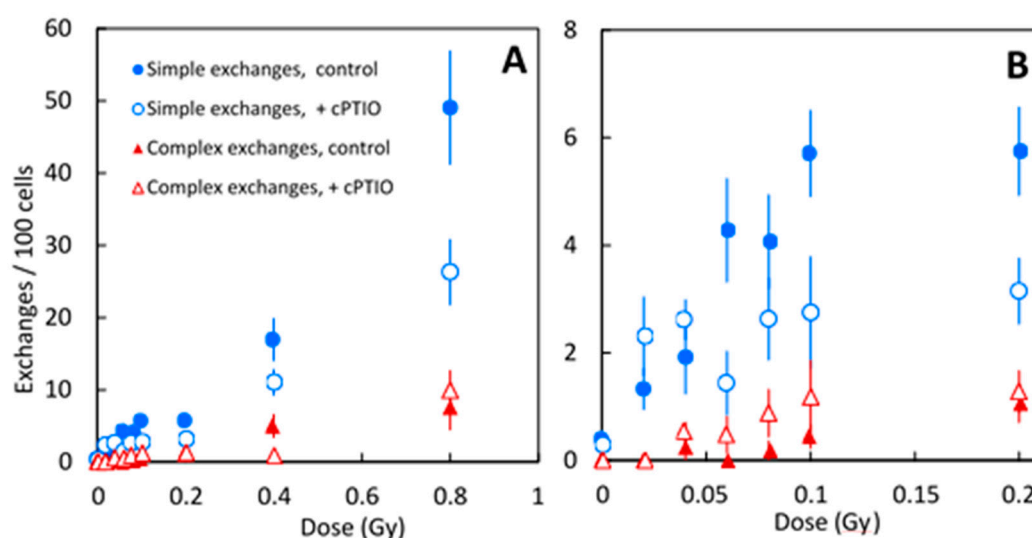 60
50
40
30
20
10
0
Exchanges / 100 cells
A
Simple exchanges, control
Simple exchanges, + cPTIO
Complex exchanges, control
Complex exchanges, + cPTIO
0 0.2 0.4 0.6 0.8 1
Dose (Gy)
8
6
4
2
0
B
0 0.05 0.1 0.15 0.2
Dose (Gy)